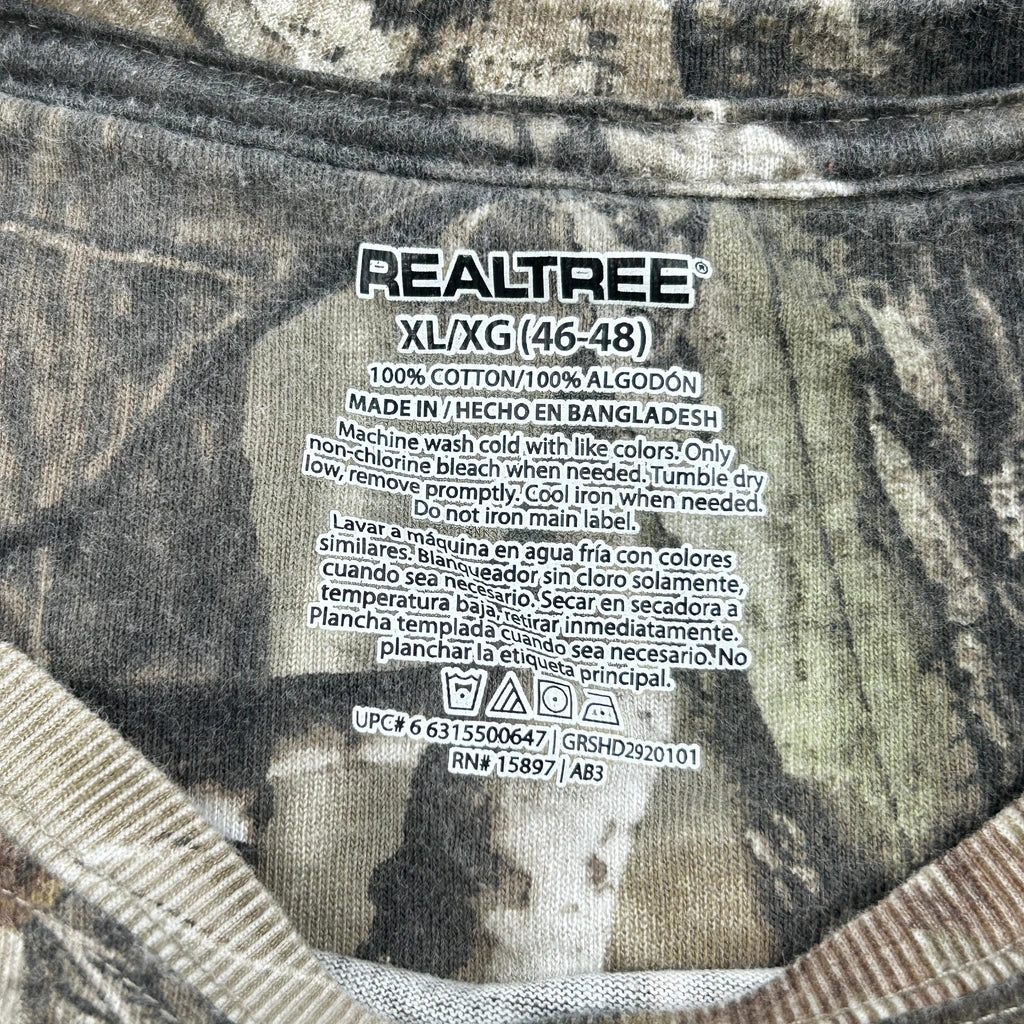 REALTREE®
XL/XG (46-48)
100% COTTON/100% ALGODÓN
MADE IN / HECHO EN BANGLADESH
Machine wash cold with like colors. Only
non-chlorine bleach when needed. Tumble dry
low, remove promptly. Cool iron when needed.
Do not iron main label.
Lavar a máquina en agua fría con colores
similares. Blanqueador sin cloro solamente,
cuando sea necesario. Secar en secadora a
temperatura baja, retirar inmediatamente.
Plancha templada cuando sea necesario. No
planchar la etiqueta principal.
UPC# 6 6315500647 | GRSHD2920101
RN# 15897 | AB3